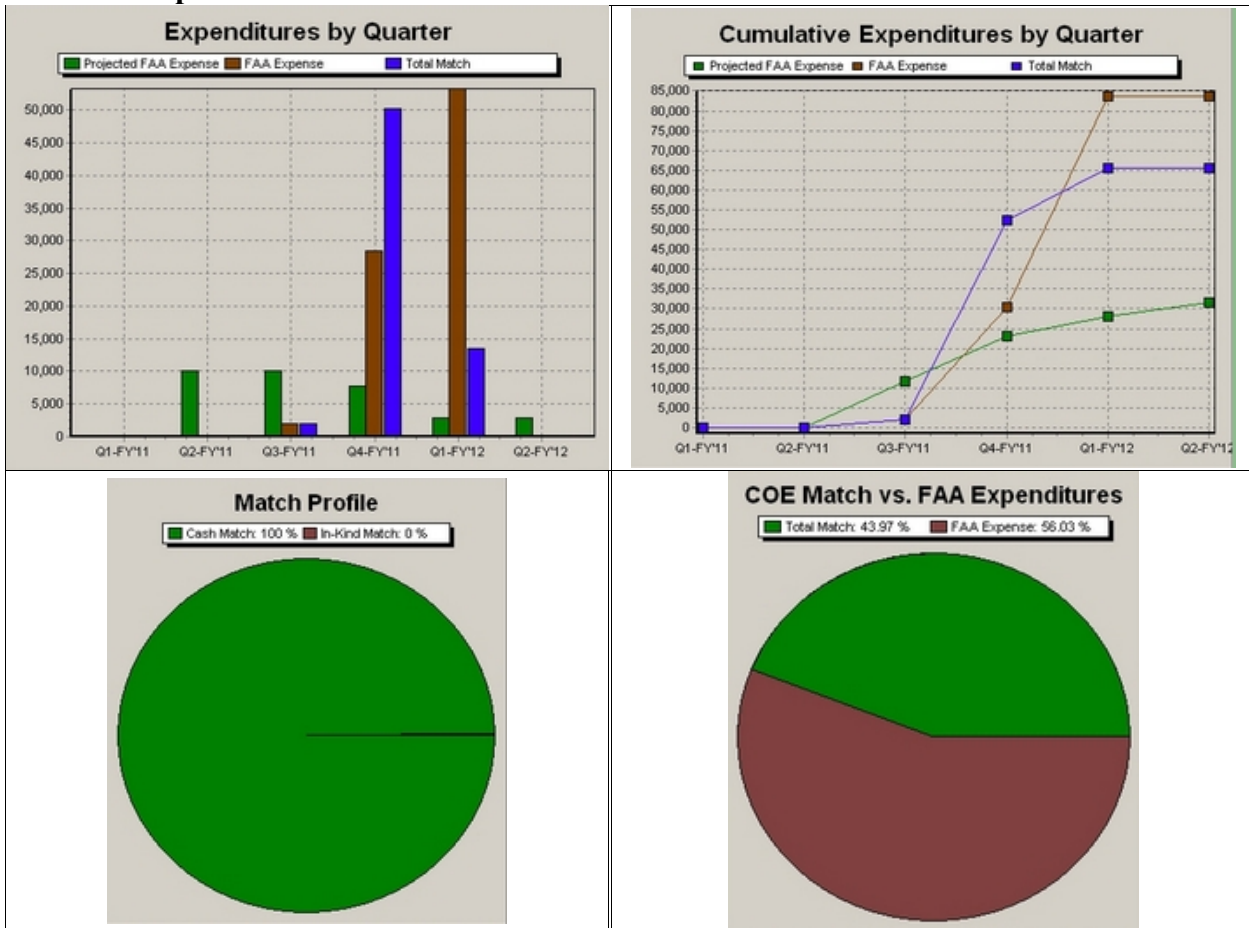 Expenditures by Quarter
Projected FAA Expense FAA Expense Total Match
50,000
45,000
40,000
35,000
30,000
25,000
20,000
15,000
10,000
5,000
0
Q1-FY'11 Q2-FY'11 Q3-FY'11 Q4-FY'11 Q1-FY'12 Q2-FY'12
Cumulative Expenditures by Quarter
Projected FAA Expense FAA Expense Total Match
85,000
80,000
75,000
70,000
65,000
60,000
55,000
50,000
45,000
40,000
35,000
30,000
25,000
20,000
15,000
10,000
5,000
0
Q1-FY'11 Q2-FY'11 Q3-FY'11 Q4-FY'11 Q1-FY'12 Q2-FY'12
Match Profile
Cash Match: 100 % In-Kind Match: 0 %
COE Match vs. FAA Expenditures
Total Match: 43.97 % FAA Expense: 56.03 %